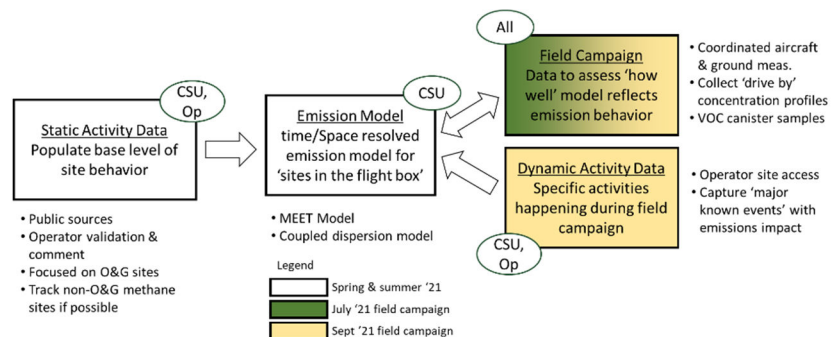 CSU,
Op
Static Activity Data
Populate base level of
site behavior
• Public sources
• Operator validation &
comment
• Focused on O&G sites
• Track non-O&G methane
sites if possible
CSU
Emission Model
time/Space resolved
emission model for
‘sites in the flight box’
• MEET Model
• Coupled dispersion model
Legend
Spring & summer ‘21
July ‘21 field campaign
Sept ‘21 field campaign
All
Field Campaign
Data to assess ‘how
well’ model reflects
emission behavior
• Coordinated aircraft
& ground meas.
• Collect ‘drive by’
concentration profiles
• VOC canister samples
Dynamic Activity Data
Specific activities
happening during field
campaign
CSU,
Op
• Operator site access
• Capture ‘major
known events’ with
emissions impact